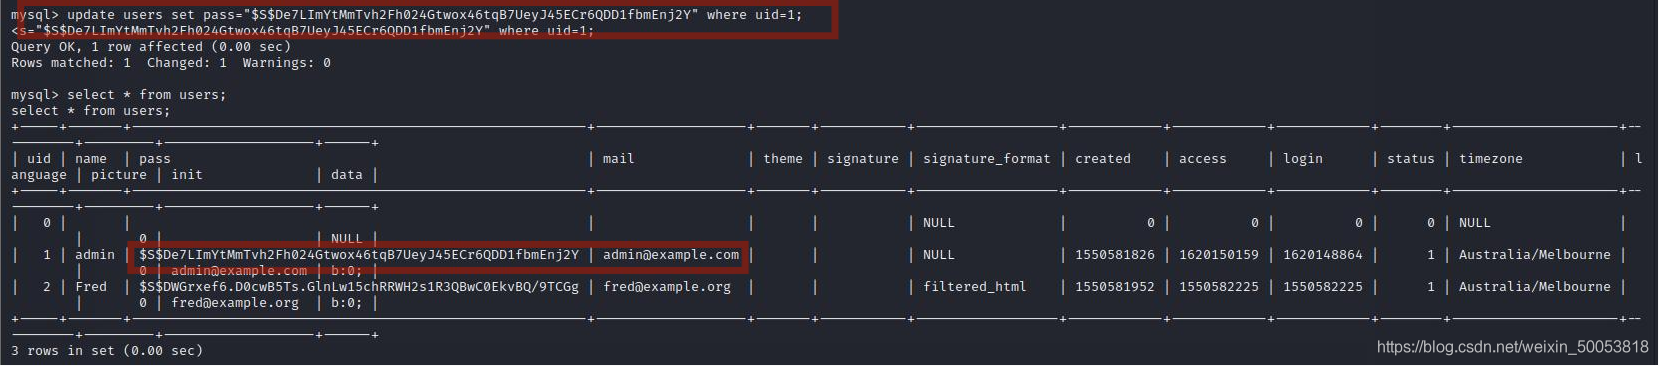 mysql> update users set pass="$S$De7LImYtMmTvh2Fh024Gtwox46tqB7UeyJ45ECr6QDD1fbmEnj2Y" where uid=1;
<s="$S$De7LImYtMmTvh2Fh024Gtwox46tqB7UeyJ45ECr6QDD1fbmEnj2Y" where uid=1;
Query OK, 1 row affected (0.00 sec)
Rows matched: 1  Changed: 1  Warnings: 0
mysql> select * from users;
select * from users;
| uid | name | pass | mail | theme | signature | signature_format | created | access | login | status | timezone | l
anguage | picture | init | data |
| 0 | | | | | | NULL | 0 | 0 | 0 | 0 | NULL |
| 0 | | NULL |
| 1 | admin | $S$De7LImYtMmTvh2Fh024Gtwox46tqB7UeyJ45ECr6QDD1fbmEnj2Y | admin@example.com | | | NULL | 1550581826 | 1620150159 | 1620148864 | 1 | Australia/Melbourne |
| 0 | admin@example.com | b:0; |
| 2 | Fred | $S$DWGrxef6.D0cwB5Ts.GlnLw15chRRWH2s1R3QBwC0EkvBQ/9TCGg | fred@example.org | | | filtered_html | 1550581952 | 1550582225 | 1550582225 | 1 | Australia/Melbourne |
| 0 | fred@example.org | b:0; |
3 rows in set (0.00 sec)
https://blog.csdn.net/weixin_50053818